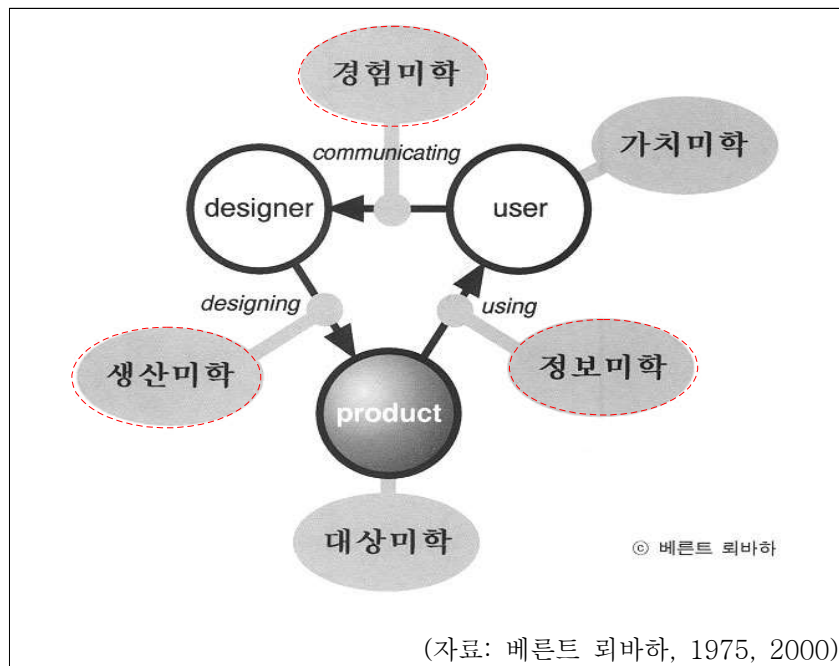 경험미학
communicating
가치미학
designer
user
designing
using
생산미학
정보미학
product
대상미학
ⓒ 베른트 뢰바하
(자료: 베른트 뢰바하, 1975, 2000)